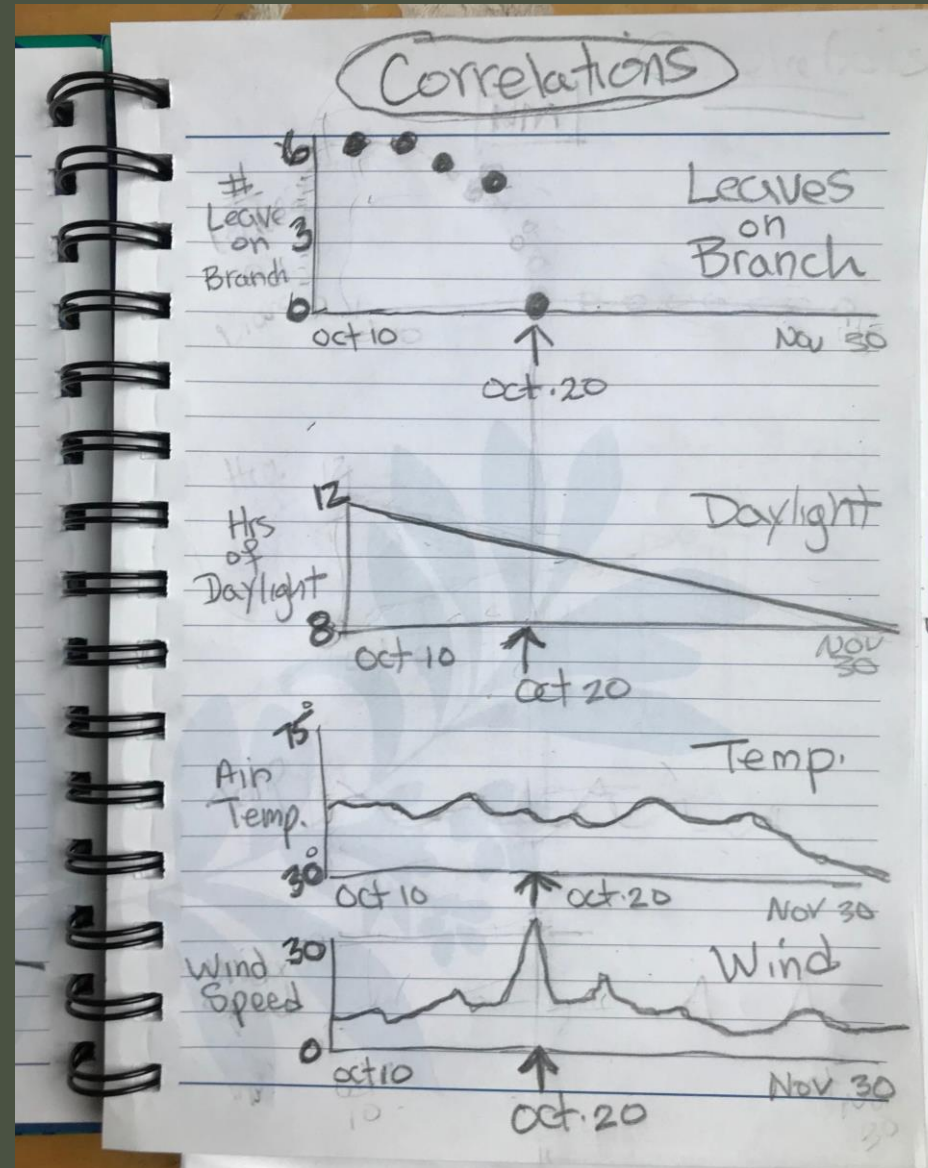 Correlations
6
#
Leave
on 3
Branch
0
Leaves
on
Branch
Oct 10
Nov 30
Oct.20
12
Hrs
of
Daylight
8
Daylight
Oct 10
Nov
30
Oct 20
75°
Air
Temp.
30°
Temp.
Oct 10
Oct.20
Nov 30
Wind 30
Speed
0
Wind
Oct 10
Nov 30
Oct.20